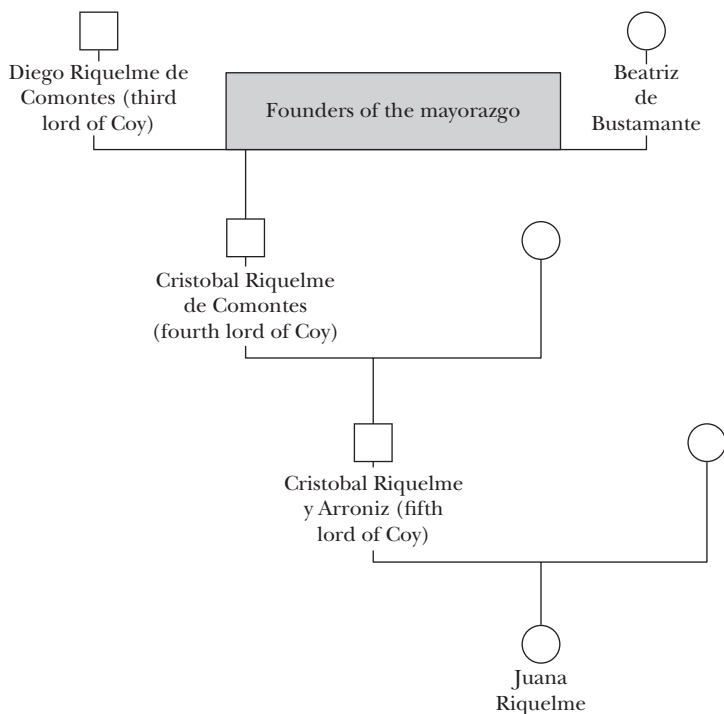 Diego Riquelme de
Comontes (third
lord of Coy)
Founders of the mayorazgo
Beatriz
de
Bustamante
Cristobal Riquelme
de Comontes
(fourth lord of Coy)
Cristobal Riquelme
y Arroniz (fifth
lord of Coy)
Juana
Riquelme